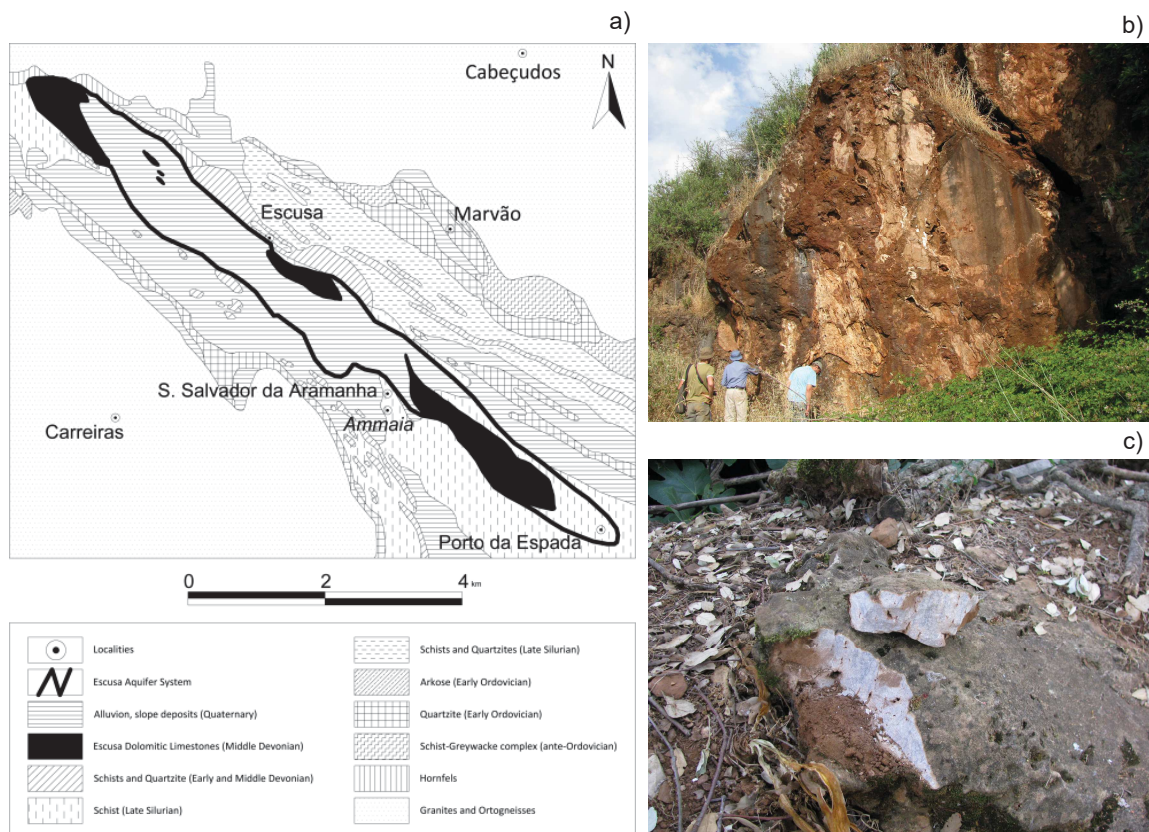 a)
Cabeçudos
N
Escusa
Marvão
S. Salvador da Aramanha
Ammaia
Carreiras
Porto da Espada
0 2 4 km
Localities
Escusa Aquifer System
Alluvion, slope deposits (Quaternary)
Escusa Dolomitic Limestones (Middle Devonian)
Schists and Quartzite (Early and Middle Devonian)
Schist (Late Silurian)
Schists and Quartzites (Late Silurian)
Arkose (Early Ordovician)
Quartzite (Early Ordovician)
Schist-Greywacke complex (ante-Ordovician)
Hornfels
Granites and Ortogneisses
b)
c)